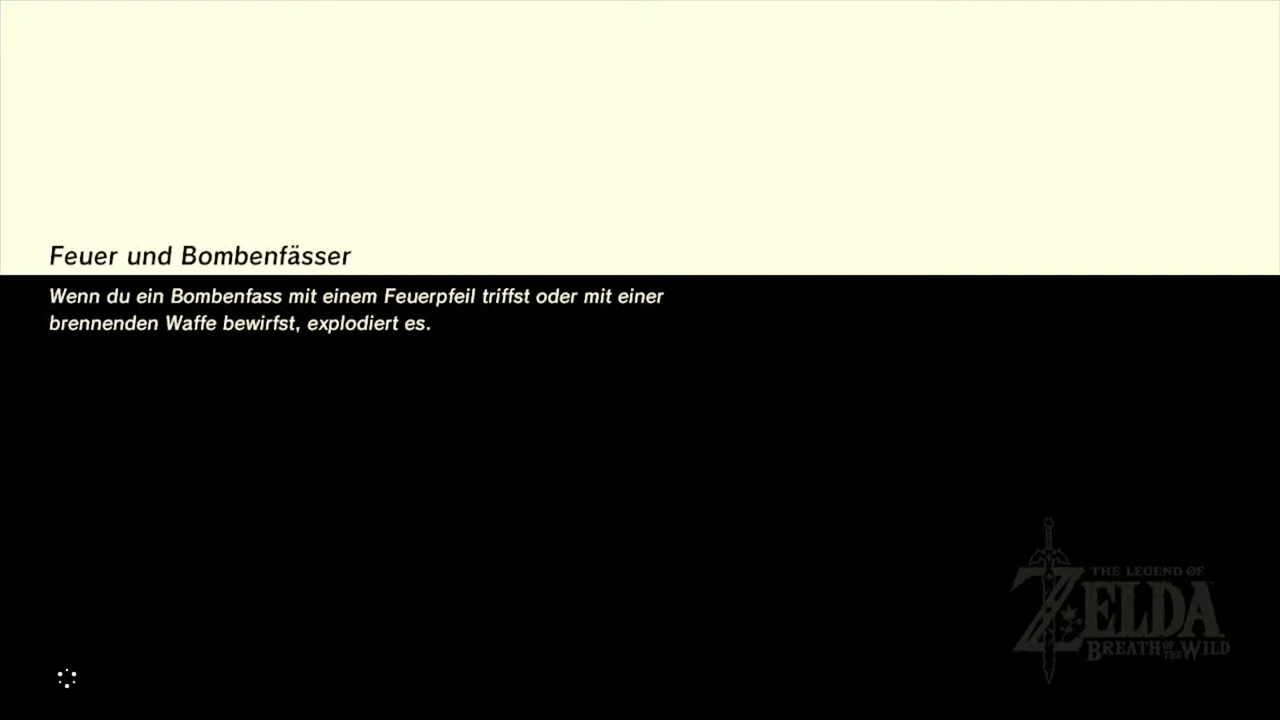 Feuer und Bombenfässer
Wenn du ein Bombenfass mit einem Feuerpfeil triffst oder mit einer
brennenden Waffe bewirfst, explodiert es.
THE LEGEND OF
ZELDA
BREATH OF THE WILD